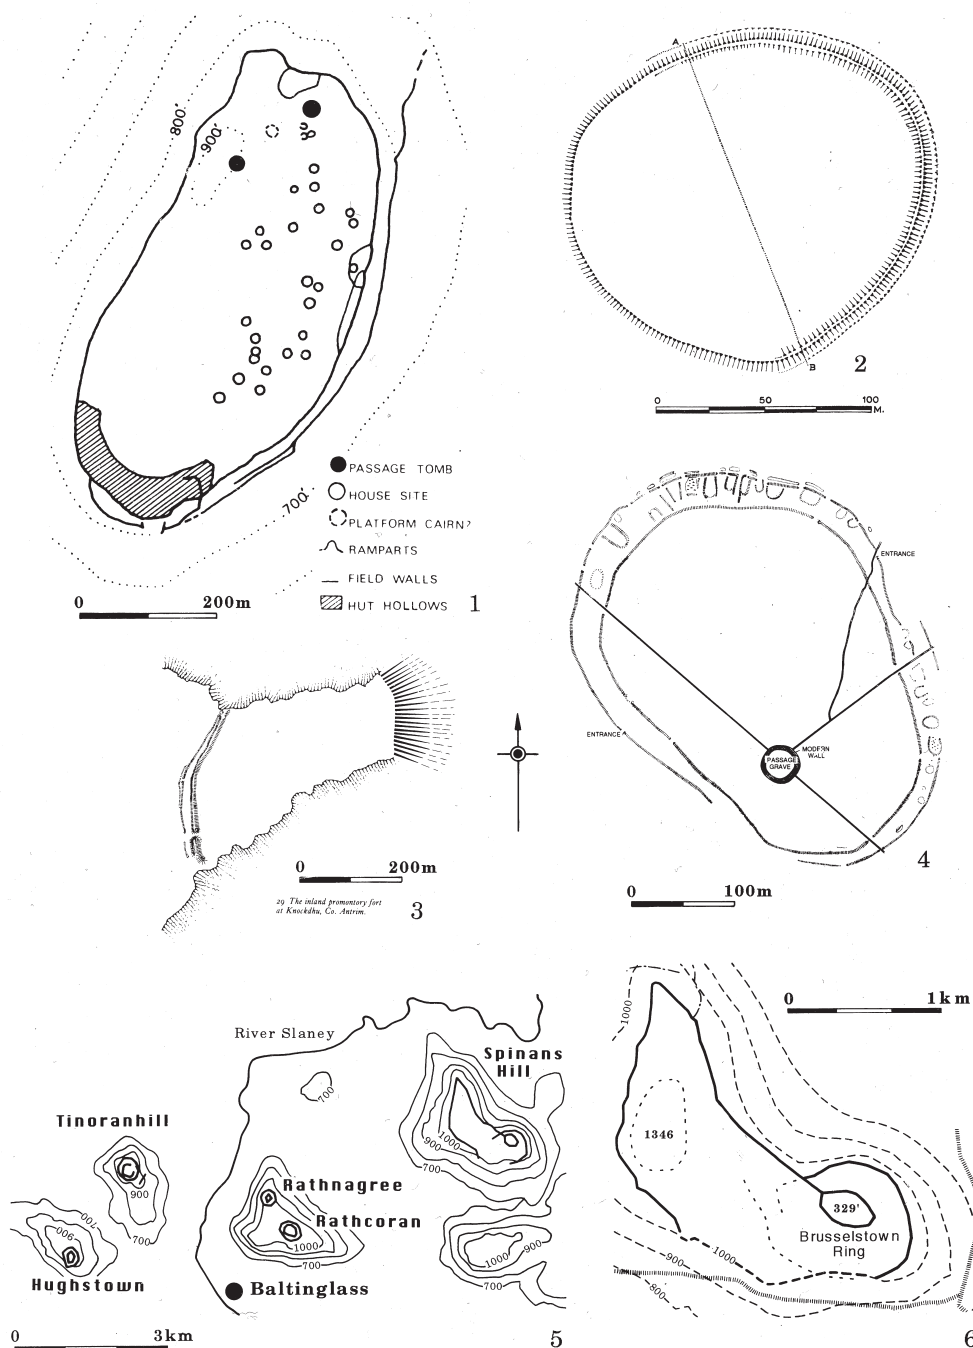 800'
900'
700'
PASSAGE TOMB
HOUSE SITE
PLATFORM CAIRN?
RAMPARTS
FIELD WALLS
HUT HOLLOWS
1
0 200m
A
B
2
0 50 100
M.
0 200m
29 The inland promontory fort
at Knockdhu, Co. Antrim.
3
ENTRANCE
ENTRANCE
MODERN
WALL
PASSAGE
GRAVE
4
0 100m
River Slaney
Spinans
Hill
700
1000
900
700
Tinoranhill
900
700
700
900
Hughstown
Rathnagree
Rathcoran
1000
700
1000
900
700
Baltinglass
0 3km
5
0 1km
1000
1346
329'
Brusselstown
Ring
1000
900
800
6